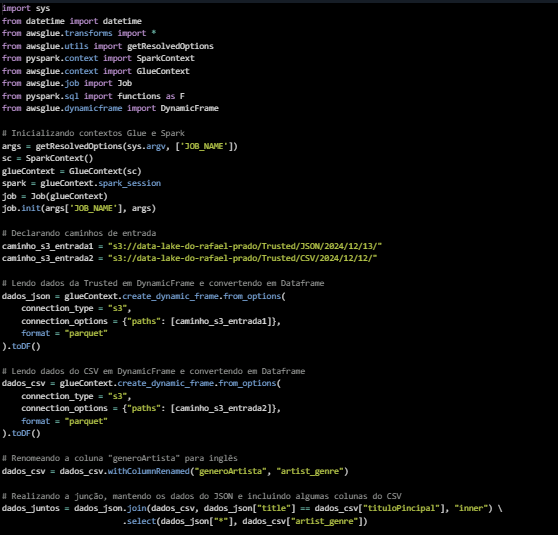 import sys
from datetime import datetime
from awsglue.transforms import *
from awsglue.utils import getResolvedOptions
from pyspark.context import SparkContext
from awsglue.context import GlueContext
from awsglue.job import Job
from pyspark.sql import functions as F
from awsglue.dynamicframe import DynamicFrame

# Inicializando contextos Glue e Spark
args = getResolvedOptions(sys.argv, ['JOB_NAME'])
sc = SparkContext()
glueContext = GlueContext(sc)
spark = glueContext.spark_session
job = Job(glueContext)
job.init(args['JOB_NAME'], args)

# Declarando caminhos de entrada
caminho_s3_entrada1 = "s3://data-lake-do-rafael-prado/Trusted/JSON/2024/12/13/"
caminho_s3_entrada2 = "s3://data-lake-do-rafael-prado/Trusted/CSV/2024/12/12/"

# Lendo dados da Trusted em DynamicFrame e convertendo em Dataframe
dados_json = glueContext.create_dynamic_frame.from_options(
    connection_type = "s3",
    connection_options = {"paths": [caminho_s3_entrada1]},
    format = "parquet"
).toDF()

# Lendo dados do CSV em DynamicFrame e convertendo em Dataframe
dados_csv = glueContext.create_dynamic_frame.from_options(
    connection_type = "s3",
    connection_options = {"paths": [caminho_s3_entrada2]},
    format = "parquet"
).toDF()

# Renomeando a coluna "generoArtista" para inglês
dados_csv = dados_csv.withColumnRenamed("generoArtista", "artist_genre")

# Realizando a junção, mantendo os dados do JSON e incluindo algumas colunas do CSV
dados_juntos = dados_json.join(dados_csv, dados_json["title"] == dados_csv["tituloPincipal"], "inner") \
                         .select(dados_json["*"], dados_csv["artist_genre"])